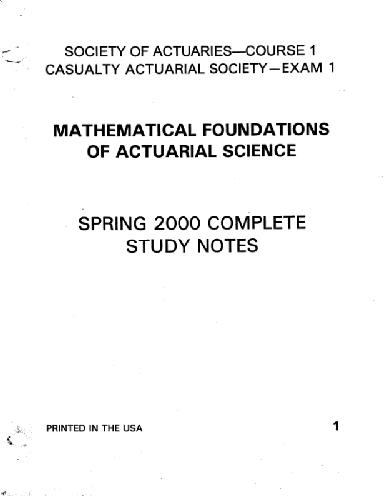 SOCIETY OF ACTUARIES—COURSE 1
CASUALTY ACTUARIAL SOCIETY—EXAM 1
MATHEMATICAL FOUNDATIONS
OF ACTUARIAL SCIENCE
SPRING 2000 COMPLETE
STUDY NOTES
PRINTED IN THE USA
1